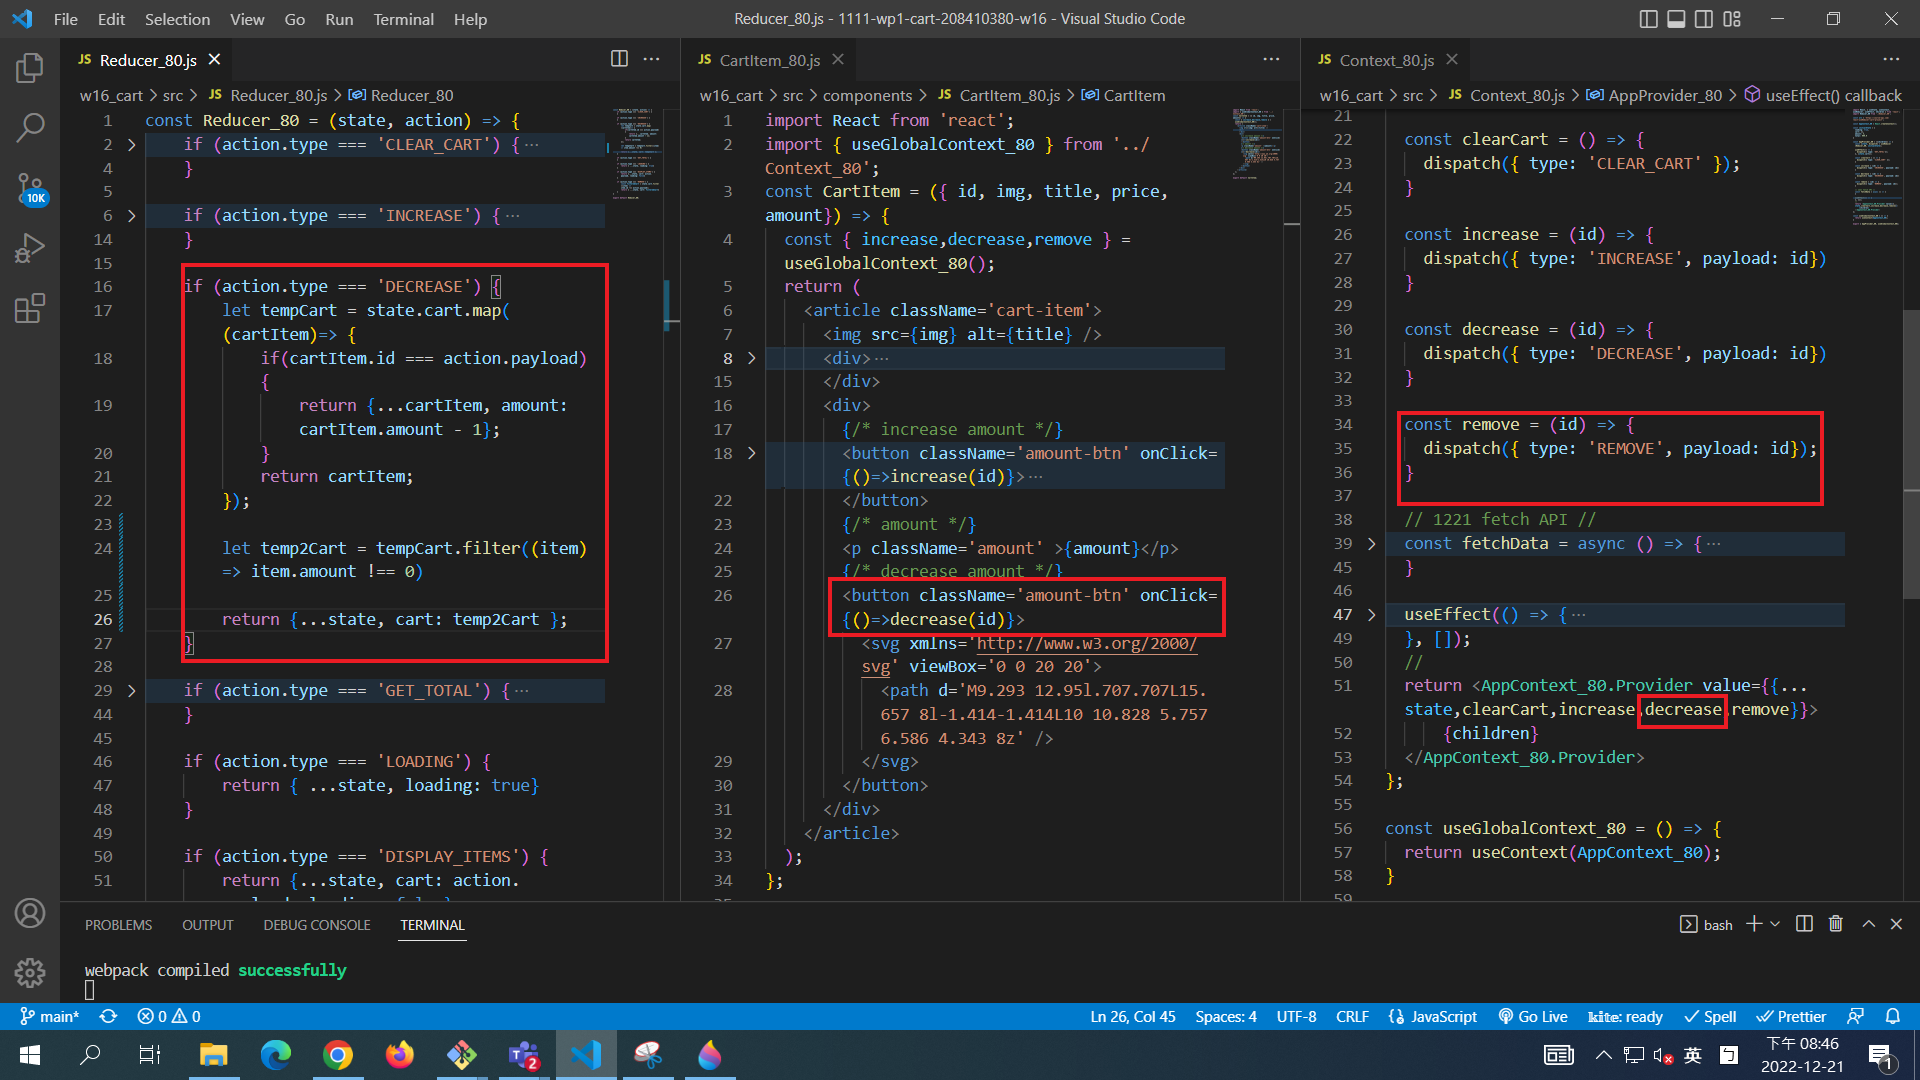 File Edit Selection View Go Run Terminal Help
Reducer_80.js - 1111-wp1-cart-208410380-w16 - Visual Studio Code
JS Reducer_80.js
w16_cart > src > JS Reducer_80.js > Reducer_80
1 const Reducer_80 = (state, action) => {
2 if (action.type === 'CLEAR_CART') {···
4 }
5
6 if (action.type === 'INCREASE') {···
14 }
15
16 if (action.type === 'DECREASE') {
17 let tempCart = state.cart.map(
(cartItem)=> {
18 if(cartItem.id === action.payload)
{
19 return {...cartItem, amount:
cartItem.amount - 1};
20 }
21 return cartItem;
22 });
23
24 let temp2Cart = tempCart.filter((item)
=> item.amount !== 0)
25
26 return {...state, cart: temp2Cart };
27 }
28
29 if (action.type === 'GET_TOTAL') {···
44 }
45
46 if (action.type === 'LOADING') {
47 return { ...state, loading: true}
48 }
49
50 if (action.type === 'DISPLAY_ITEMS') {
51 return {...state, cart: action.
JS CartItem_80.js
w16_cart > src > components > JS CartItem_80.js > CartItem
1 import React from 'react';
2 import { useGlobalContext_80 } from '../
Context_80';
3 const CartItem = ({ id, img, title, price,
amount}) => {
4 const { increase,decrease,remove } =
useGlobalContext_80();
5 return (
6 <article className='cart-item'>
7 <img src={img} alt={title} />
8 <div>···
15 </div>
16 <div>
17 {/* increase amount */}
18 <button className='amount-btn' onClick=
{()=>increase(id)}>···
22 </button>
23 {/* amount */}
24 <p className='amount' >{amount}</p>
25 {/* decrease amount */}
26 <button className='amount-btn' onClick=
{()=>decrease(id)}>
27 <svg xmlns='http://www.w3.org/2000/
svg' viewBox='0 0 20 20'>
28 <path d='M9.293 12.95l.707.707L15.
657 8l-1.414-1.414L10 10.828 5.757
6.586 4.343 8z' />
29 </svg>
30 </button>
31 </div>
32 </article>
33 );
34 };
JS Context_80.js
w16_cart > src > JS Context_80.js > AppProvider_80 > useEffect() callback
21
22 const clearCart = () => {
23 dispatch({ type: 'CLEAR_CART' });
24 }
25
26 const increase = (id) => {
27 dispatch({ type: 'INCREASE', payload: id})
28 }
29
30 const decrease = (id) => {
31 dispatch({ type: 'DECREASE', payload: id})
32 }
33
34 const remove = (id) => {
35 dispatch({ type: 'REMOVE', payload: id});
36 }
37
38 // 1221 fetch API //
39 const fetchData = async () => {···
45 }
46
47 useEffect(() => {···
49 }, []);
50 //
51 return <AppContext_80.Provider value={{...
state,clearCart,increase,decrease,remove}}>
52 {children}
53 </AppContext_80.Provider>
54 };
55
56 const useGlobalContext_80 = () => {
57 return useContext(AppContext_80);
58 }
59
10K
PROBLEMS OUTPUT DEBUG CONSOLE TERMINAL
bash
webpack compiled successfully
main* 0 0
Ln 26, Col 45 Spaces: 4 UTF-8 CRLF JavaScript Go Live kite: ready Spell Prettier
2
英 ㄅ
下午 08:46
2022-12-21
1